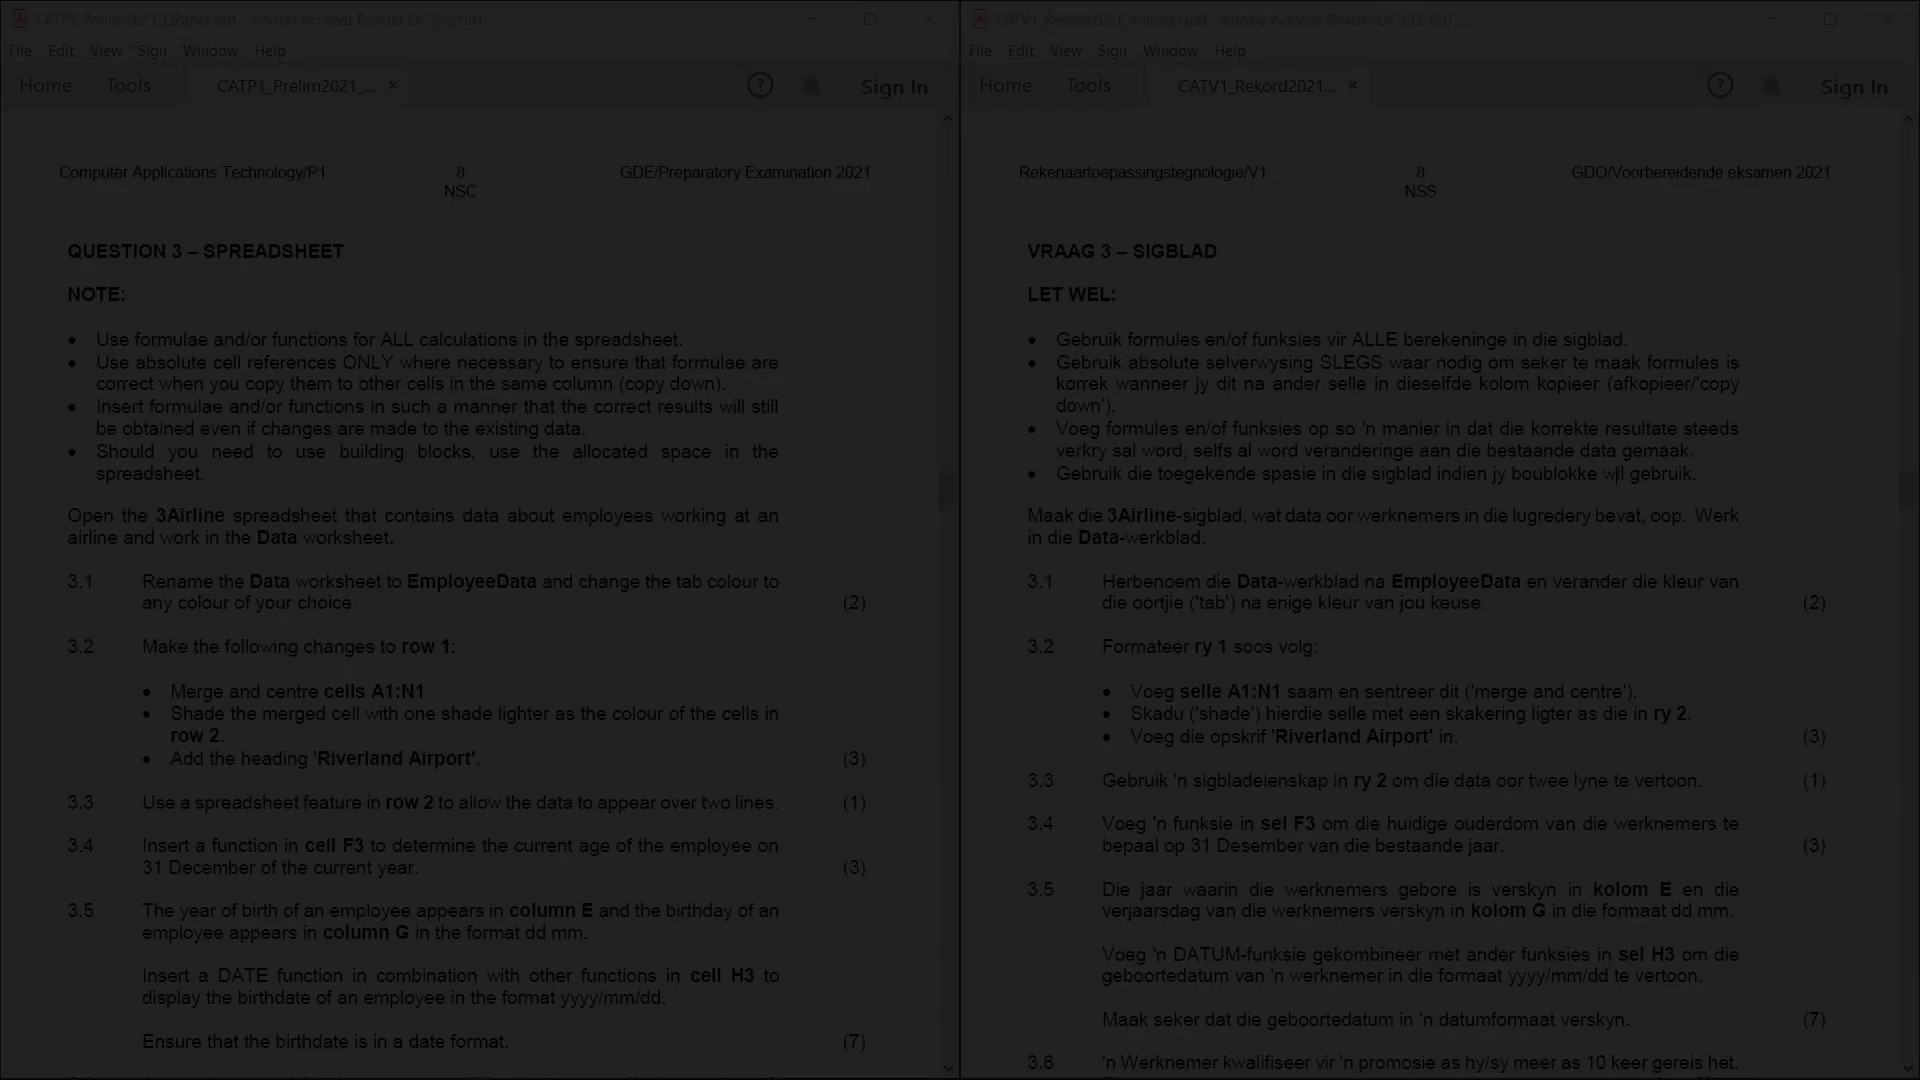 CATP1_Prelim2021_QPaper.pdf - Adobe Acrobat Reader DC (32-bit)
File Edit View Sign Window Help
Home Tools CATP1_Prelim2021_... × ? Sign In
Computer Applications Technology/P1 8 GDE/Preparatory Examination 2021
NSC
QUESTION 3 – SPREADSHEET
NOTE:
• Use formulae and/or functions for ALL calculations in the spreadsheet.
• Use absolute cell references ONLY where necessary to ensure that formulae are
correct when you copy them to other cells in the same column (copy down).
• Insert formulae and/or functions in such a manner that the correct results will still
be obtained even if changes are made to the existing data.
• Should you need to use building blocks, use the allocated space in the
spreadsheet.
Open the 3Airline spreadsheet that contains data about employees working at an
airline and work in the Data worksheet.
3.1 Rename the Data worksheet to EmployeeData and change the tab colour to
any colour of your choice. (2)
3.2 Make the following changes to row 1:
• Merge and centre cells A1:N1
• Shade the merged cell with one shade lighter as the colour of the cells in
row 2.
• Add the heading 'Riverland Airport'. (3)
3.3 Use a spreadsheet feature in row 2 to allow the data to appear over two lines. (1)
3.4 Insert a function in cell F3 to determine the current age of the employee on
31 December of the current year. (3)
3.5 The year of birth of an employee appears in column E and the birthday of an
employee appears in column G in the format dd mm.
Insert a DATE function in combination with other functions in cell H3 to
display the birthdate of an employee in the format yyyy/mm/dd.
Ensure that the birthdate is in a date format. (7)
CATV1_Rekord2021_Vraestel.pdf - Adobe Acrobat Reader DC (32-bit)
File Edit View Sign Window Help
Home Tools CATV1_Rekord2021... × ? Sign In
Rekenaartoepassingstegnologie/V1 8 GDO/Voorbereidende eksamen 2021
NSS
VRAAG 3 – SIGBLAD
LET WEL:
• Gebruik formules en/of funksies vir ALLE berekeninge in die sigblad.
• Gebruik absolute selverwysing SLEGS waar nodig om seker te maak formules is
korrek wanneer jy dit na ander selle in dieselfde kolom kopieer (afkopieer/'copy
down').
• Voeg formules en/of funksies op so 'n manier in dat die korrekte resultate steeds
verkry sal word, selfs al word veranderinge aan die bestaande data gemaak.
• Gebruik die toegekende spasie in die sigblad indien jy boublokke wil gebruik.
Maak die 3Airline-sigblad, wat data oor werknemers in die lugredery bevat, oop. Werk
in die Data-werkblad.
3.1 Herbenoem die Data-werkblad na EmployeeData en verander die kleur van
die oortjie ('tab') na enige kleur van jou keuse. (2)
3.2 Formateer ry 1 soos volg:
• Voeg selle A1:N1 saam en sentreer dit ('merge and centre').
• Skadu ('shade') hierdie selle met een skakering ligter as die in ry 2.
• Voeg die opskrif 'Riverland Airport' in. (3)
3.3 Gebruik 'n sigbladeienskap in ry 2 om die data oor twee lyne te vertoon. (1)
3.4 Voeg 'n funksie in sel F3 om die huidige ouderdom van die werknemers te
bepaal op 31 Desember van die bestaande jaar. (3)
3.5 Die jaar waarin die werknemers gebore is verskyn in kolom E en die
verjaarsdag van die werknemers verskyn in kolom G in die formaat dd mm.
Voeg 'n DATUM-funksie gekombineer met ander funksies in sel H3 om die
geboortedatum van 'n werknemer in die formaat yyyy/mm/dd te vertoon.
Maak seker dat die geboortedatum in 'n datumformaat verskyn. (7)
3.6 'n Werknemer kwalifiseer vir 'n promosie as hy/sy meer as 10 keer gereis het.